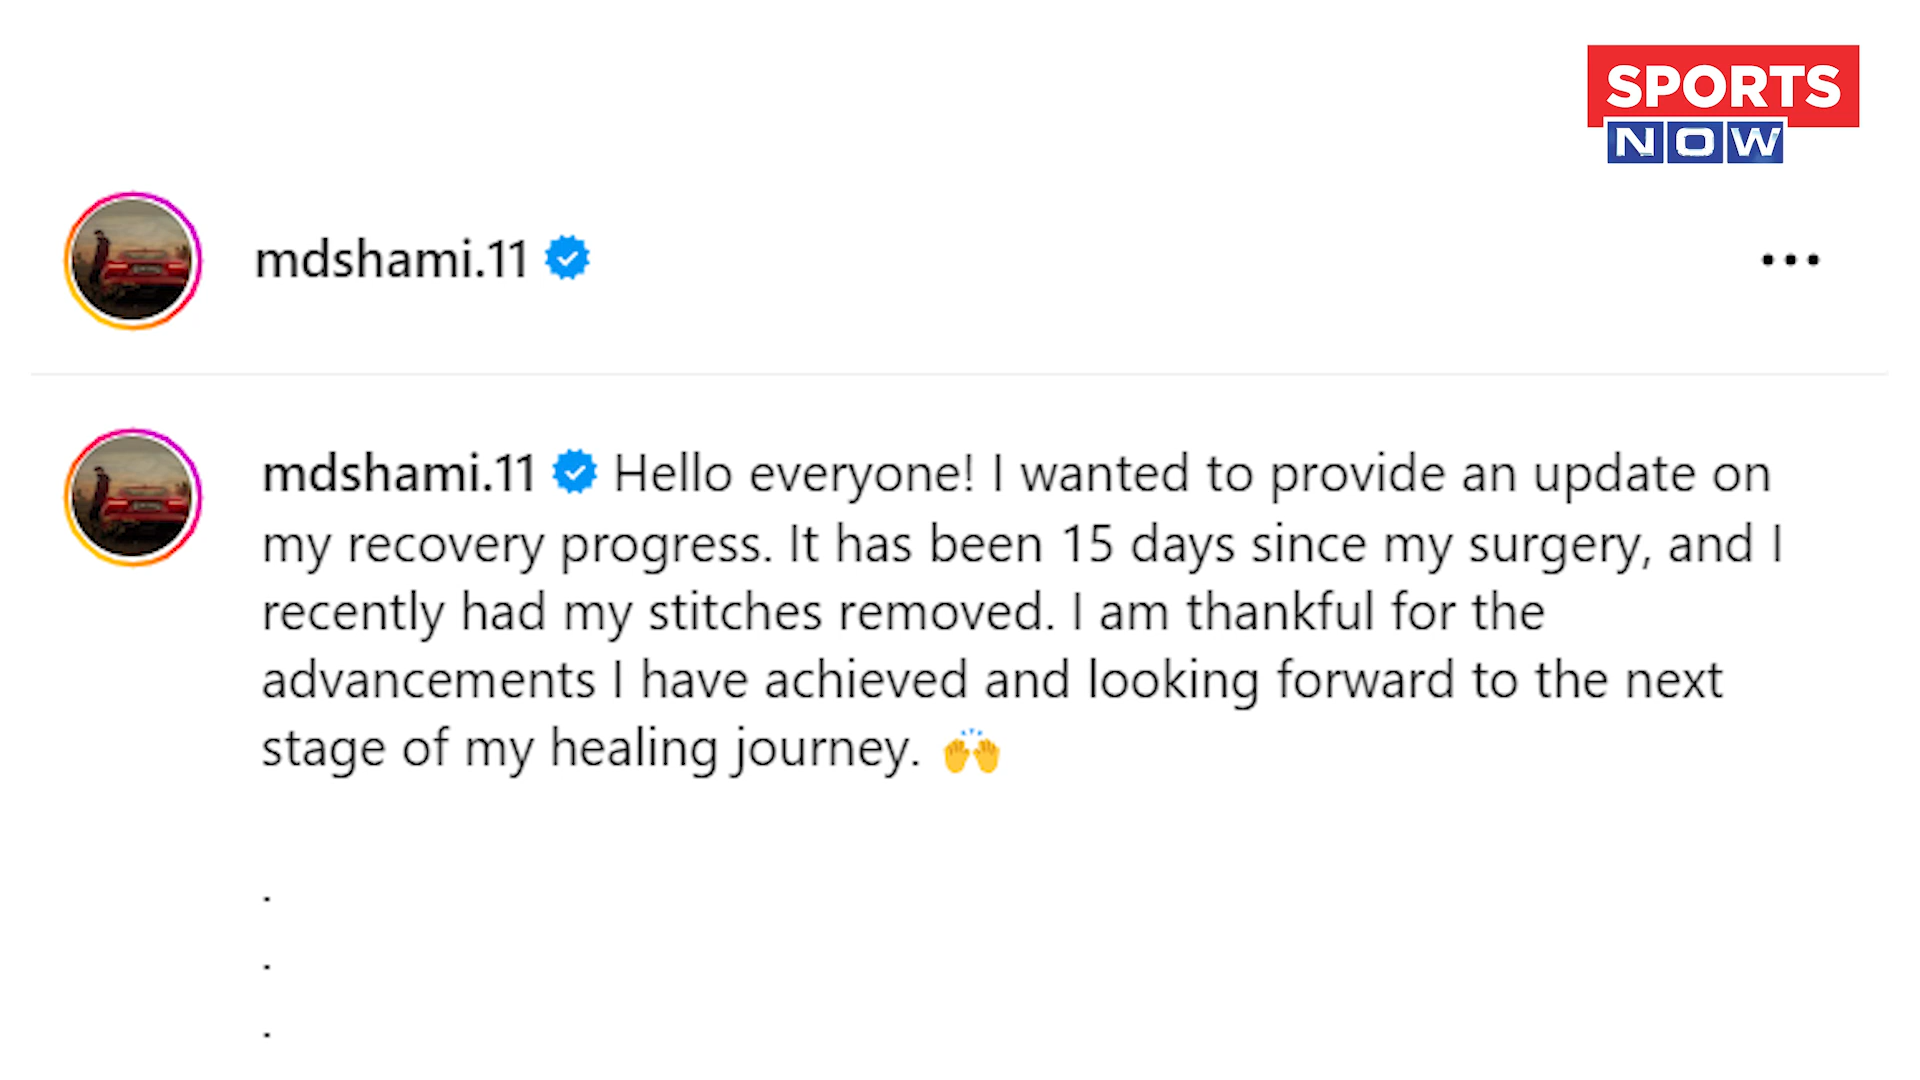 SPORTS
NOW
mdshami.11
mdshami.11 Hello everyone! I wanted to provide an update on
my recovery progress. It has been 15 days since my surgery, and I
recently had my stitches removed. I am thankful for the
advancements I have achieved and looking forward to the next
stage of my healing journey. 🙌
.
.
.